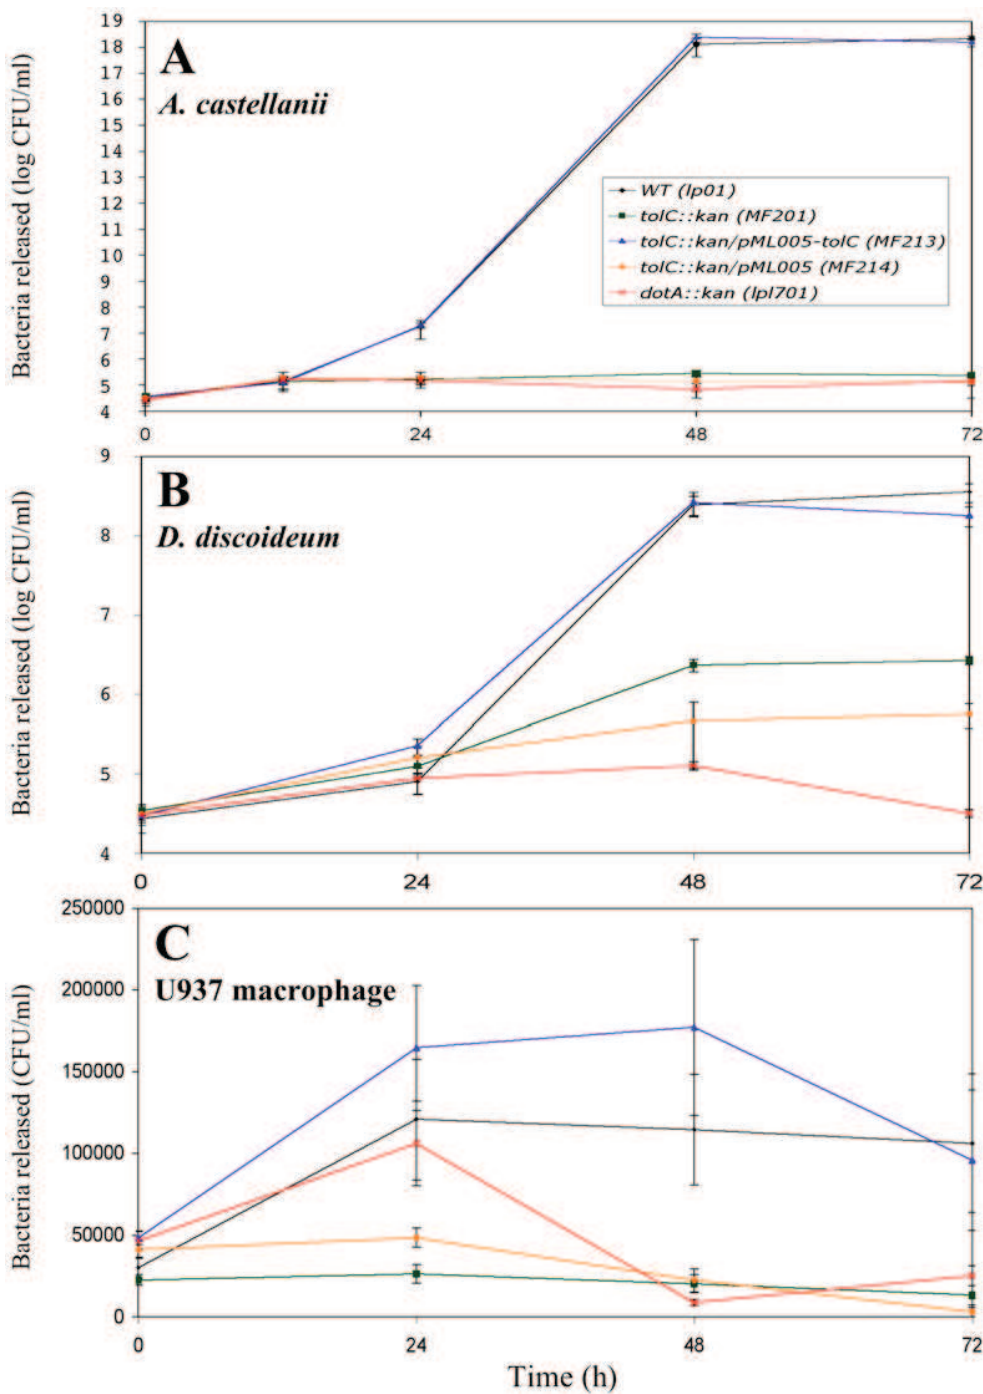 Bacteria released (log CFU/ml)
19
18
17
16
15
14
13
12
11
10
9
8
7
6
5
4
A
A. castellanii
WT (lp01)
tolC::kan (MF201)
tolC::kan/pML005-tolC (MF213)
tolC::kan/pML005 (MF214)
dotA::kan (lpl701)
0 24 48 72
Bacteria released (log CFU/ml)
9
8
7
6
5
4
B
D. discoideum
0 24 48 72
Bacteria released (CFU/ml)
250000
200000
150000
100000
50000
0
C
U937 macrophage
0 24 48 72
Time (h)